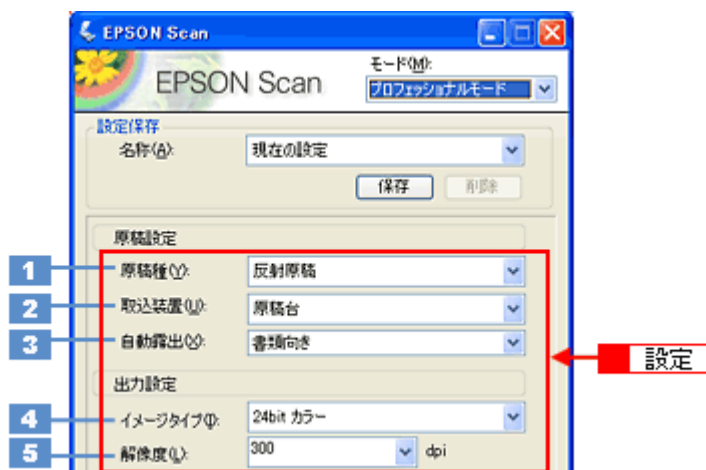 EPSON Scan
EPSON Scan
モード(M):
プロフェッショナルモード
設定保存
名称(A):
現在の設定
保存
削除
原稿設定
1
原稿種(Y):
反射原稿
2
取込装置(U):
原稿台
3
自動露出(X):
書類向き
設定
出力設定
4
イメージタイプ(I):
24bit カラー
5
解像度(L):
300
dpi